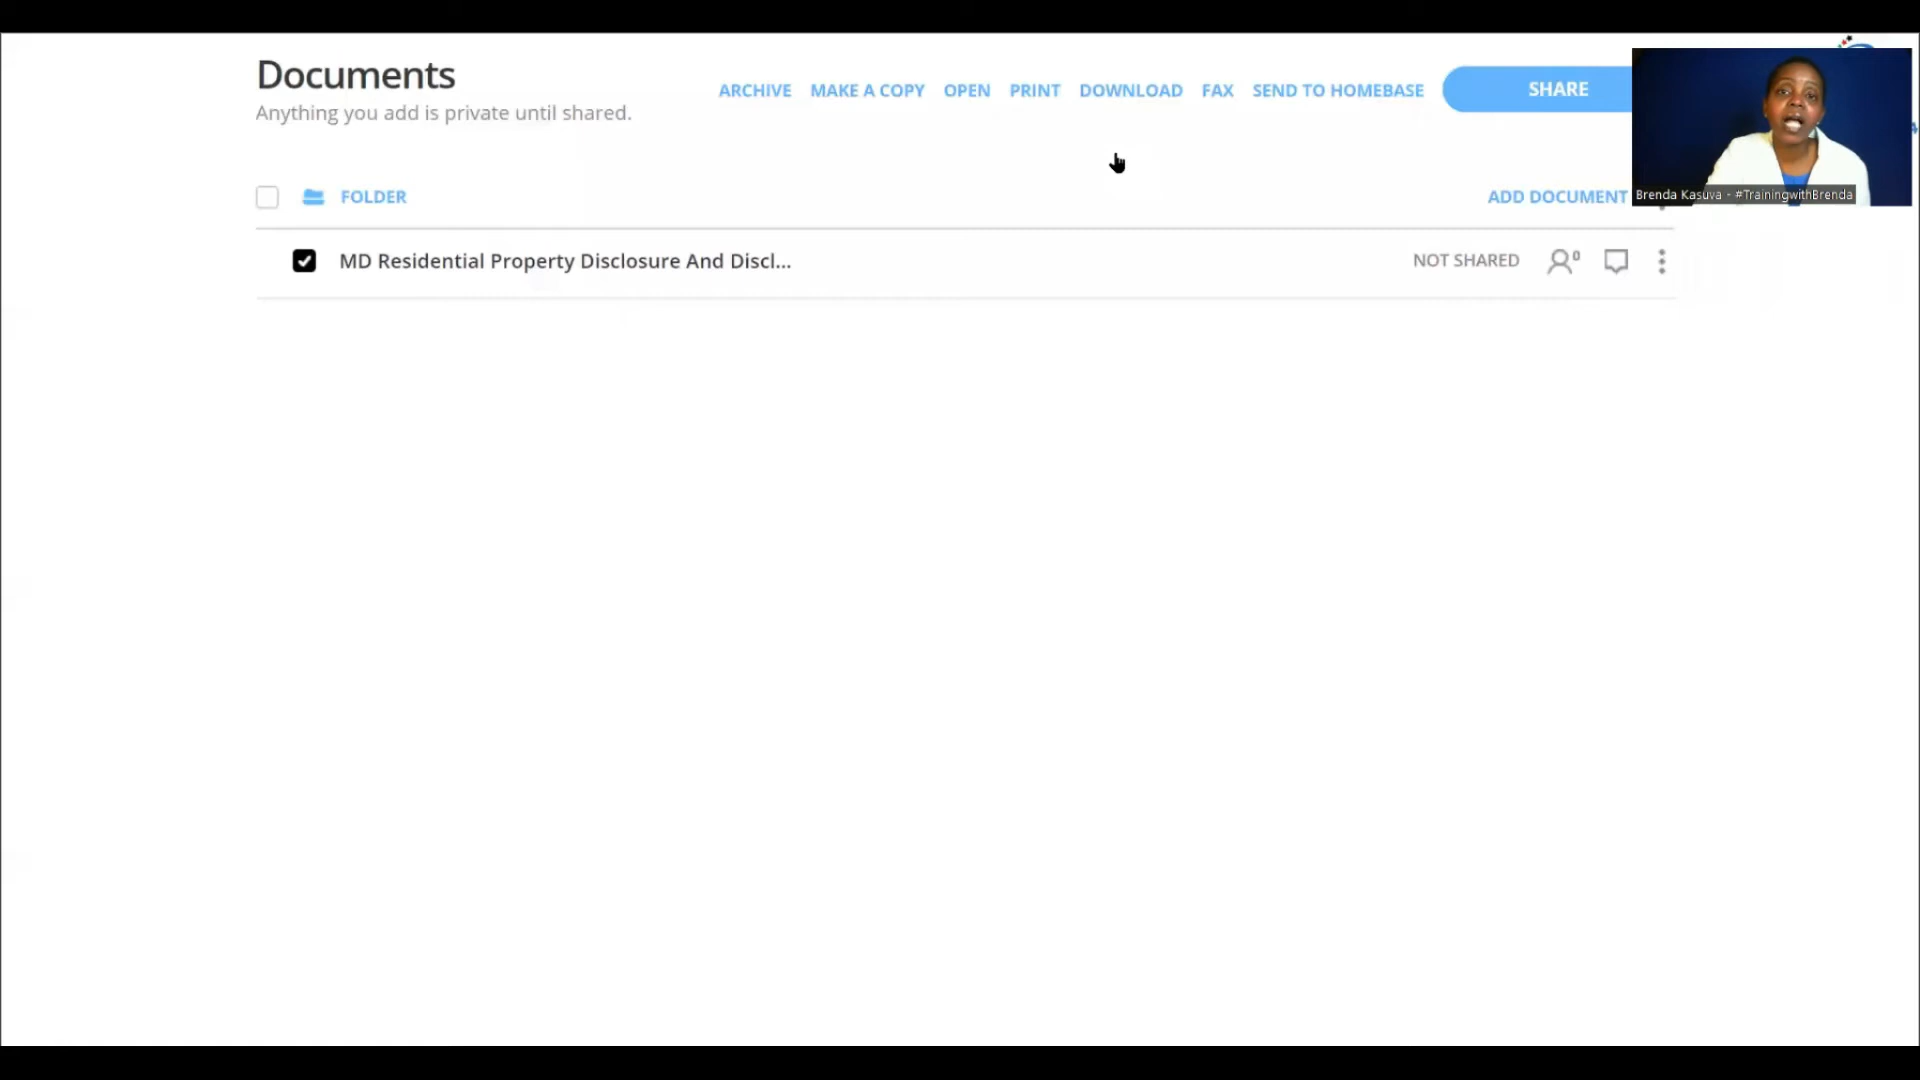 Documents
Anything you add is private until shared.
ARCHIVE MAKE A COPY OPEN PRINT DOWNLOAD FAX SEND TO HOMEBASE SHARE
FOLDER ADD DOCUMENT
MD Residential Property Disclosure And Discl... NOT SHARED 0
Brenda Kasuva - #TrainingwithBrenda